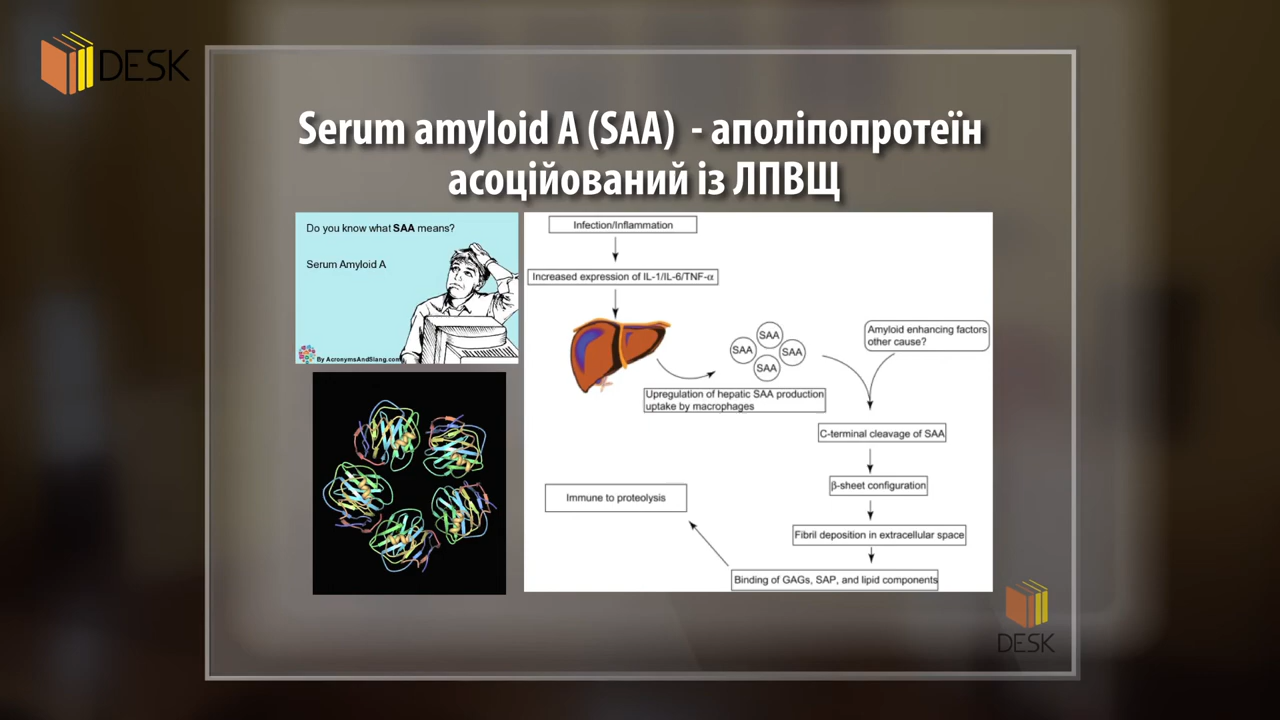 DESK
Serum amyloid A (SAA) - аполіпопротеїн
асоційований із ЛПВЩ
Do you know what SAA means?
Serum Amyloid A
By AcronymsAndSlang.com
Infection/Inflammation
Increased expression of IL-1/IL-6/TNF-α
SAA
SAA
SAA
SAA
Amyloid enhancing factors
other cause?
Upregulation of hepatic SAA production
uptake by macrophages
C-terminal cleavage of SAA
β-sheet configuration
Immune to proteolysis
Fibril deposition in extracellular space
Binding of GAGs, SAP, and lipid components
DESK